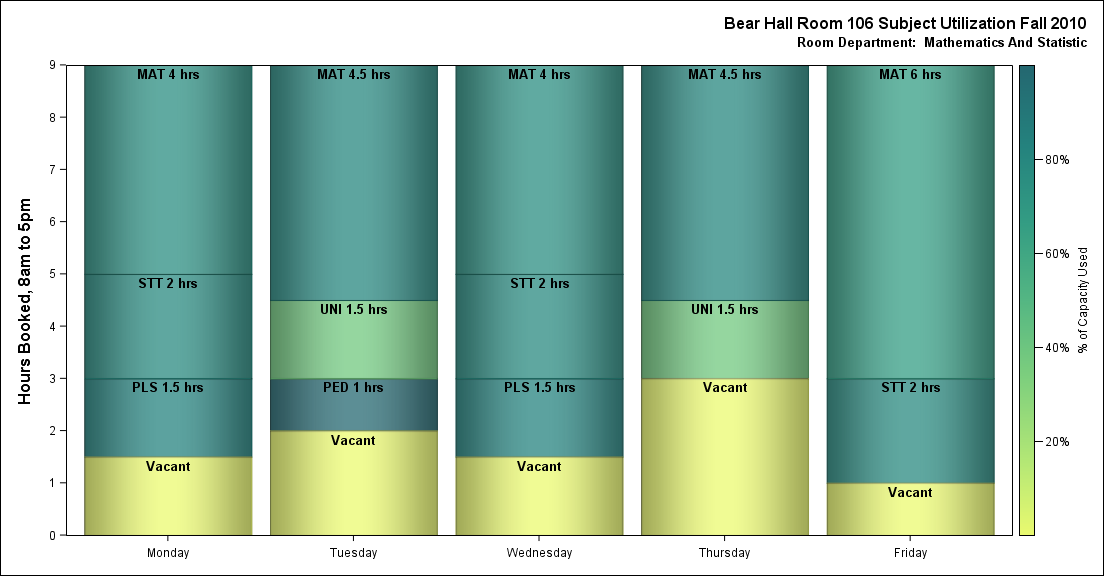 Bear Hall Room 106 Subject Utilization Fall 2010
Room Department: Mathematics And Statistic
Hours Booked, 8am to 5pm
9
8
7
6
5
4
3
2
1
0
MAT 4 hrs
STT 2 hrs
PLS 1.5 hrs
Vacant
MAT 4.5 hrs
UNI 1.5 hrs
PED 1 hrs
Vacant
MAT 4 hrs
STT 2 hrs
PLS 1.5 hrs
Vacant
MAT 4.5 hrs
UNI 1.5 hrs
Vacant
MAT 6 hrs
STT 2 hrs
Vacant
Monday
Tuesday
Wednesday
Thursday
Friday
80%
60%
40%
20%
% of Capacity Used